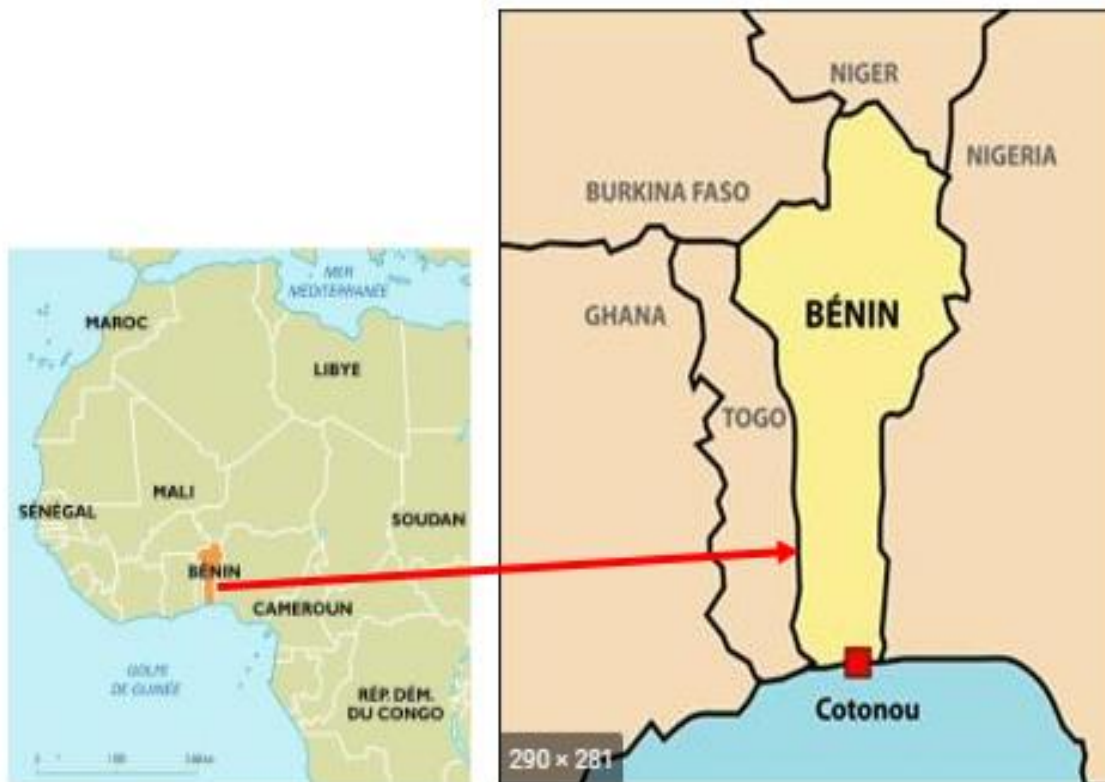 MER
MÉDITERRANÉE
MAROC
LIBYE
MALI
SÉNÉGAL
SOUDAN
BÉNIN
CAMEROUN
GOLFE
DE GUINÉE
RÉP. DÉM.
DU CONGO
NIGER
NIGERIA
BURKINA FASO
GHANA
BÉNIN
TOGO
Cotonou
290 × 281